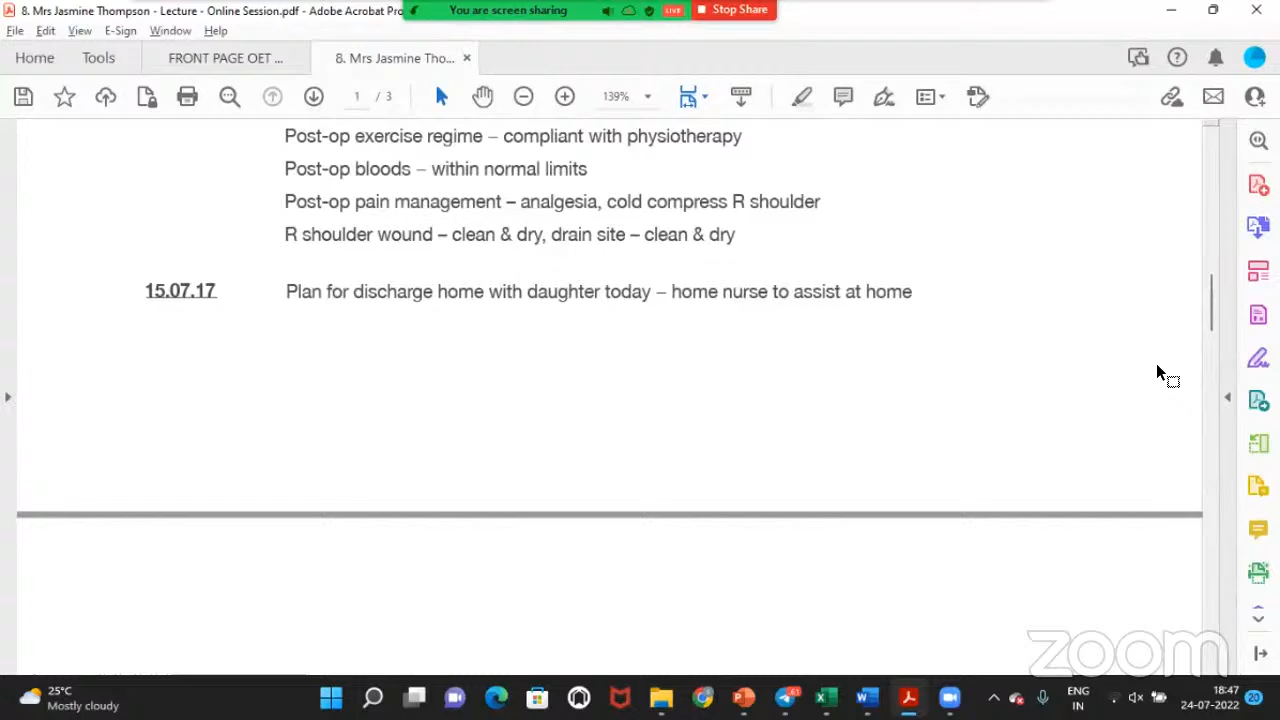 8. Mrs Jasmine Thompson - Lecture - Online Session.pdf - Adobe Acrobat Pro
You are screen sharing
LIVE
Stop Share
File Edit View E-Sign Window Help
Home Tools FRONT PAGE OET ... 8. Mrs Jasmine Tho...
1 / 3 139%
Post-op exercise regime – compliant with physiotherapy
Post-op bloods – within normal limits
Post-op pain management – analgesia, cold compress R shoulder
R shoulder wound – clean & dry, drain site – clean & dry
15.07.17 Plan for discharge home with daughter today – home nurse to assist at home
zoom
25°C
Mostly cloudy
61
ENG
IN
18:47
24-07-2022
20